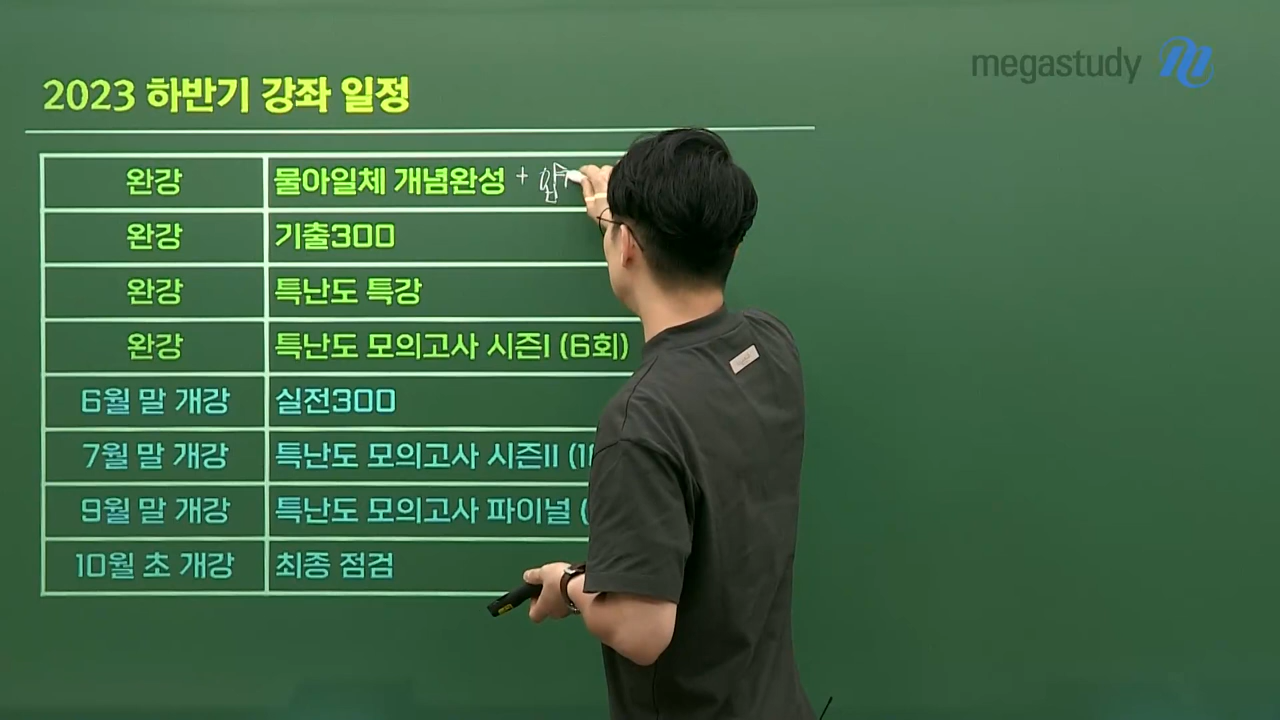 megastudy
2023 하반기 강좌 일정
완강 물아일체 개념완성 +
완강 기출300
완강 특난도 특강
완강 특난도 모의고사 시즌I (6회)
6월 말 개강 실전300
7월 말 개강 특난도 모의고사 시즌II
9월 말 개강 특난도 모의고사 파이널
10월 초 개강 최종 점검